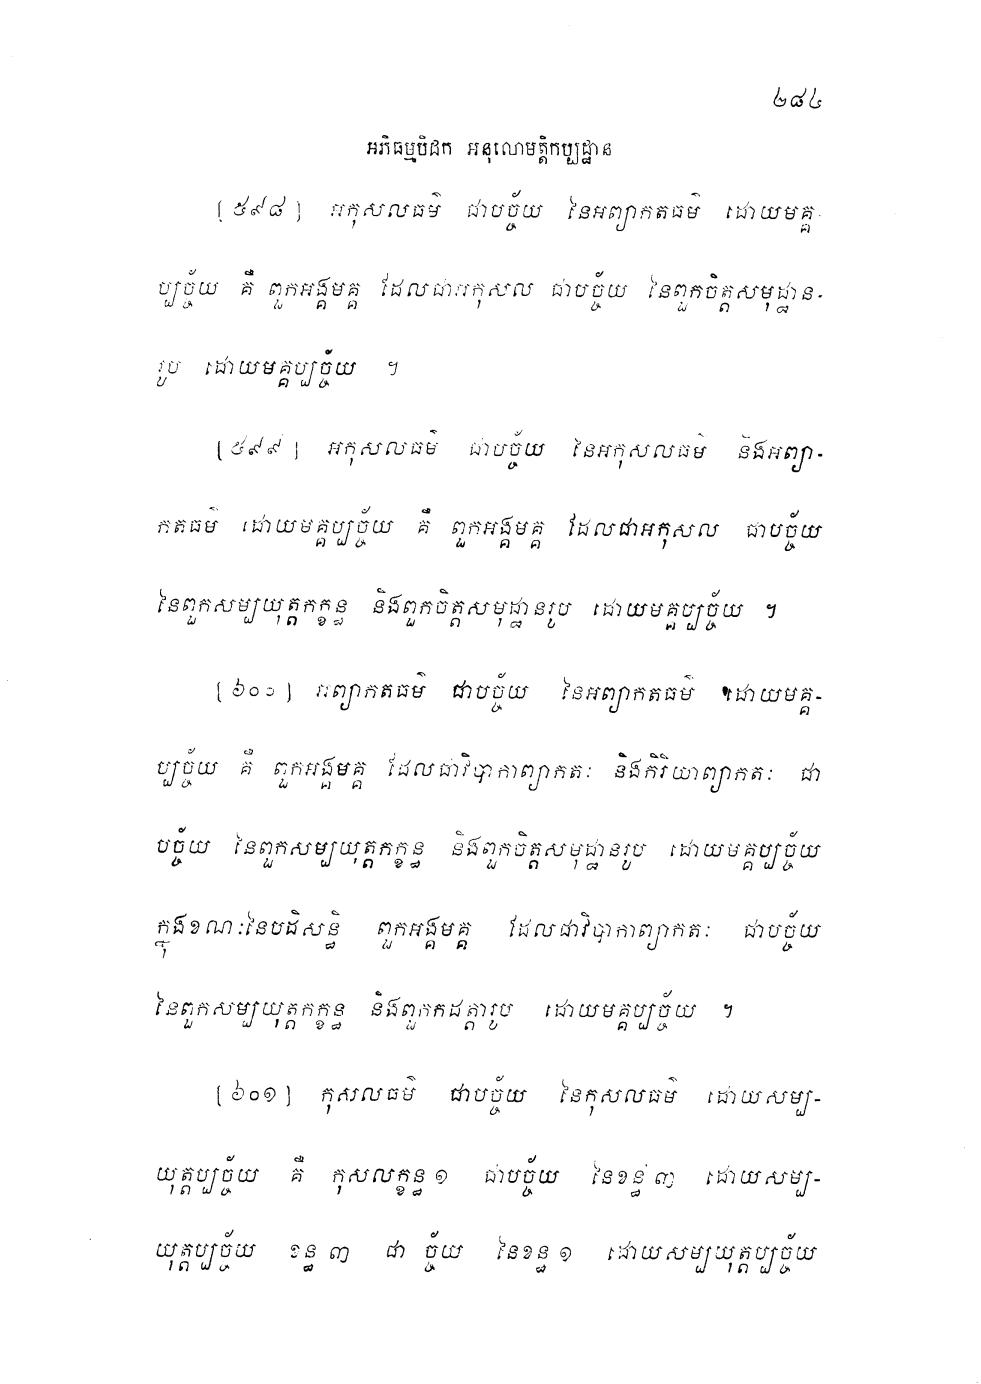 ២៨៤
អភិធម្មបិដក អនុលោមត្តិកប្បដ្ឋាន
[៥៩៨] អកុសលធម៌ ជាបច្ច័យ នៃអព្យាកតធម៌ ដោយមគ្គ-
ប្បច្ច័យ គឺ ពួកអង្គមគ្គ ដែលជាអកុសល ជាបច្ច័យ នៃពួកចិត្តសមុដ្ឋាន-
រូប ដោយមគ្គប្បច្ច័យ ។
[៥៩៩] អកុសលធម៌ ជាបច្ច័យ នៃអកុសលធម៌ និងអព្យា-
កតធម៌ ដោយមគ្គប្បច្ច័យ គឺ ពួកអង្គមគ្គ ដែលជាអកុសល ជាបច្ច័យ
នៃពួកសម្បយុត្តកក្ខន្ធ និងពួកចិត្តសមុដ្ឋានរូប ដោយមគ្គប្បច្ច័យ ។
[៦០០] អព្យាកតធម៌ ជាបច្ច័យ នៃអព្យាកតធម៌ ដោយមគ្គ-
ប្បច្ច័យ គឺ ពួកអង្គមគ្គ ដែលជាវិបាកាព្យាកតៈ និងកិរិយាព្យាកតៈ ជា
បច្ច័យ នៃពួកសម្បយុត្តកក្ខន្ធ និងពួកចិត្តសមុដ្ឋានរូប ដោយមគ្គប្បច្ច័យ
ក្នុងខណៈនៃបដិសន្ធិ ពួកអង្គមគ្គ ដែលជាវិបាកាព្យាកតៈ ជាបច្ច័យ
នៃពួកសម្បយុត្តកក្ខន្ធ និងពួកកដត្តារូប ដោយមគ្គប្បច្ច័យ ។
[៦០១] កុសលធម៌ ជាបច្ច័យ នៃកុសលធម៌ ដោយសម្ប-
យុត្តប្បច្ច័យ គឺ កុសលក្ខន្ធ ១ ជាបច្ច័យ នៃខន្ធ ៣ ដោយសម្ប-
យុត្តប្បច្ច័យ ខន្ធ ៣ ជា ច្ច័យ នៃខន្ធ ១ ដោយសម្បយុត្តប្បច្ច័យ